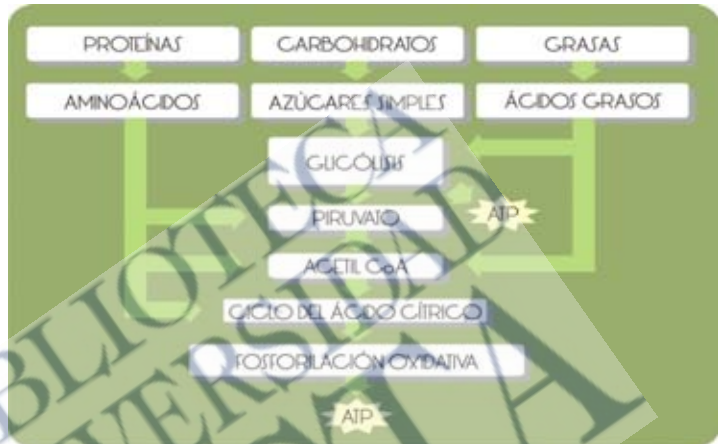 PROTEÍNAS CARBOHIDRATOS GRASAS
AMINOÁCIDOS AZÚCARES SIMPLES ÁCIDOS GRASOS
GLICÓLISIS
PIRUVATO ATP
ACETIL CoA
CICLO DEL ÁCIDO CÍTRICO
FOSFORILACIÓN OXIDATIVA
ATP